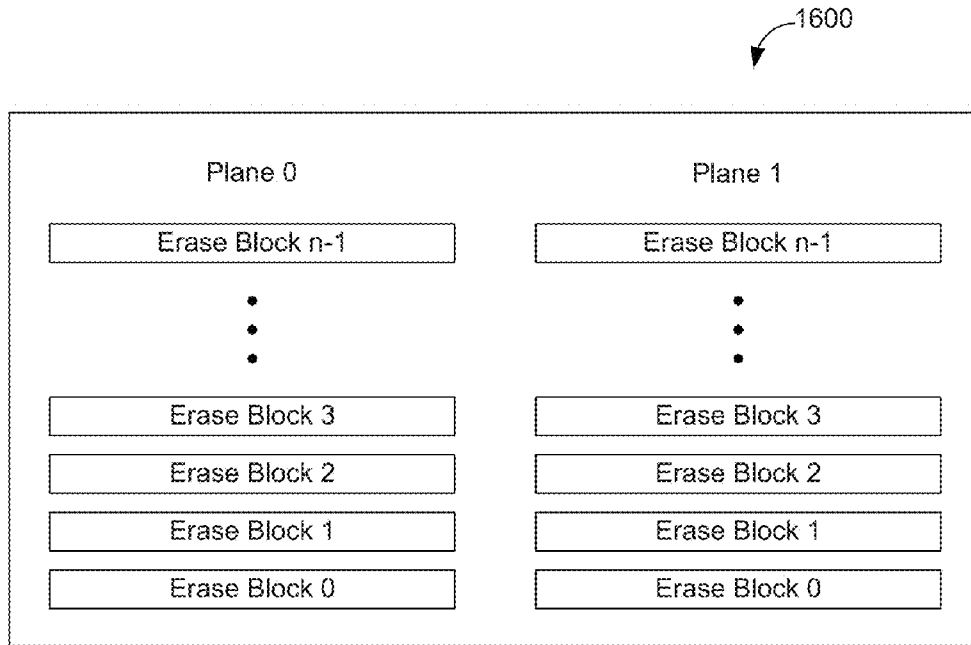 1600
Plane 0 Plane 1
Erase Block n-1 Erase Block n-1
Erase Block 3 Erase Block 3
Erase Block 2 Erase Block 2
Erase Block 1 Erase Block 1
Erase Block 0 Erase Block 0